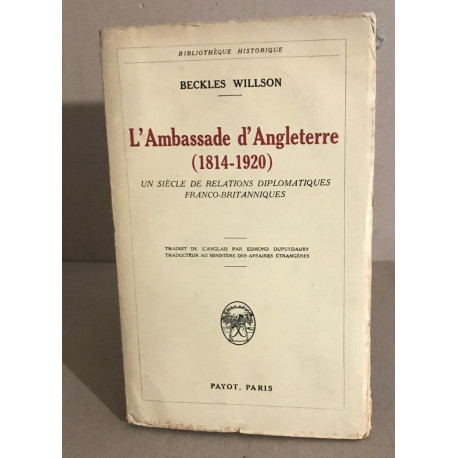 BIBLIOTHÈQUE HISTORIQUE
BECKLES WILLSON
L'Ambassade d'Angleterre
(1814-1920)
UN SIÈCLE DE RELATIONS DIPLOMATIQUES
FRANCO-BRITANNIQUES
TRADUIT DE L'ANGLAIS PAR EDMOND DUPUYDAUBY
TRADUCTEUR AU MINISTÈRE DES AFFAIRES ÉTRANGÈRES
PAYOT, PARIS